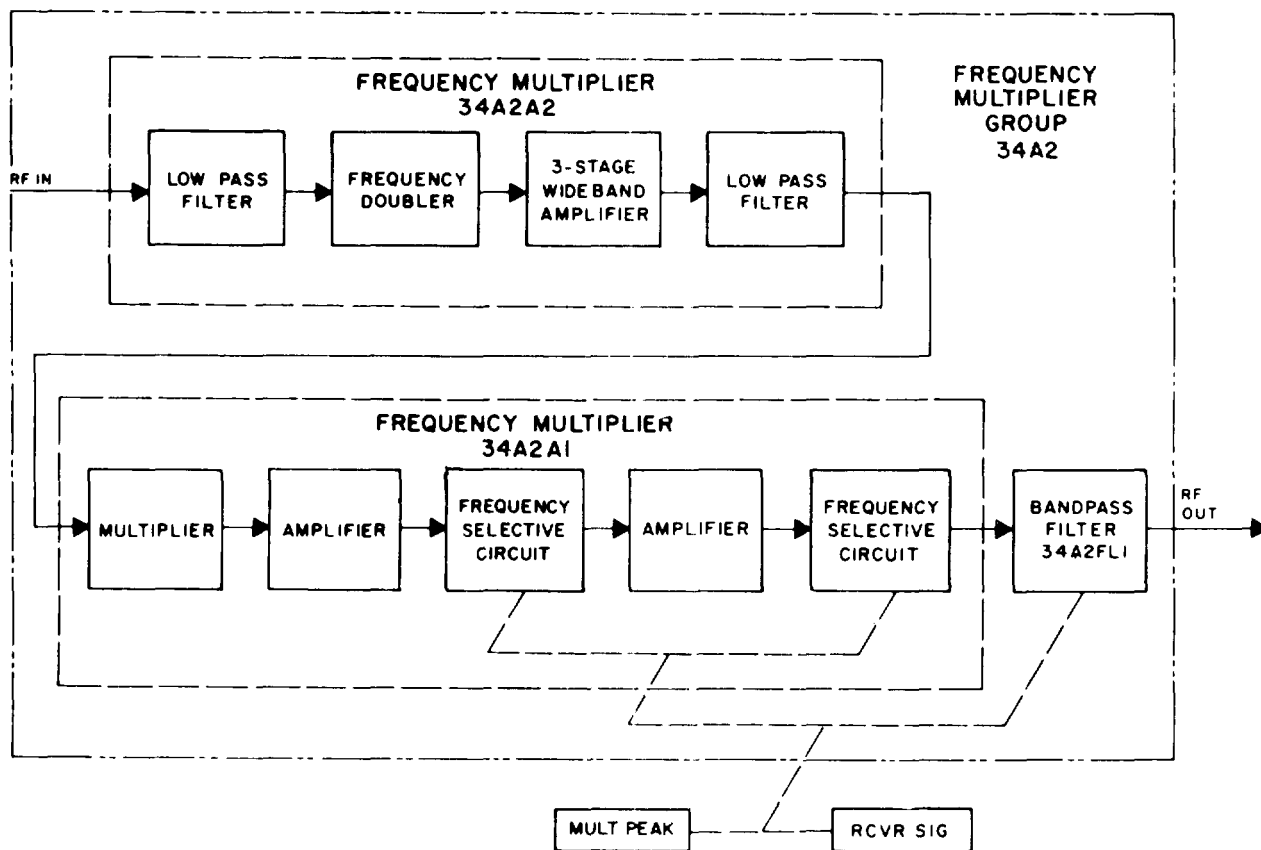 FREQUENCY MULTIPLIER
34A2A2
FREQUENCY
MULTIPLIER
GROUP
34A2
RF IN
LOW PASS
FILTER
FREQUENCY
DOUBLER
3-STAGE
WIDEBAND
AMPLIFIER
LOW PASS
FILTER
FREQUENCY MULTIPLIER
34A2A1
MULTIPLIER
AMPLIFIER
FREQUENCY
SELECTIVE
CIRCUIT
AMPLIFIER
FREQUENCY
SELECTIVE
CIRCUIT
BANDPASS
FILTER
34A2FL1
RF
OUT
MULT PEAK
RCVR SIG